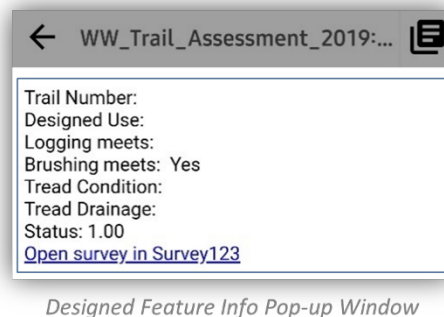 WW_Trail_Assessment_2019:...
Trail Number:
Designed Use:
Logging meets:
Brushing meets: Yes
Tread Condition:
Tread Drainage:
Status: 1.00
Open survey in Survey123
Designed Feature Info Pop-up Window